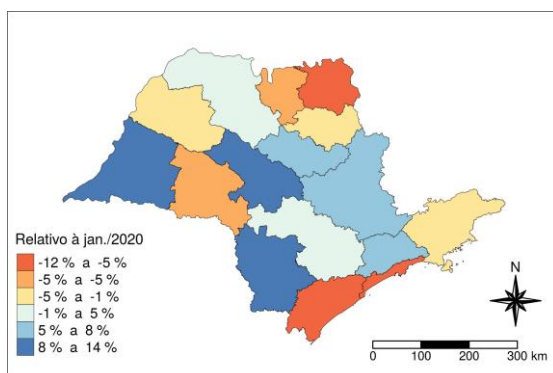 Relativo à jan./2020
-12 % a -5 %
-5 % a -5 %
-5 % a -1 %
-1 % a 5 %
5 % a 8 %
8 % a 14 %
N
0 100 200 300 km